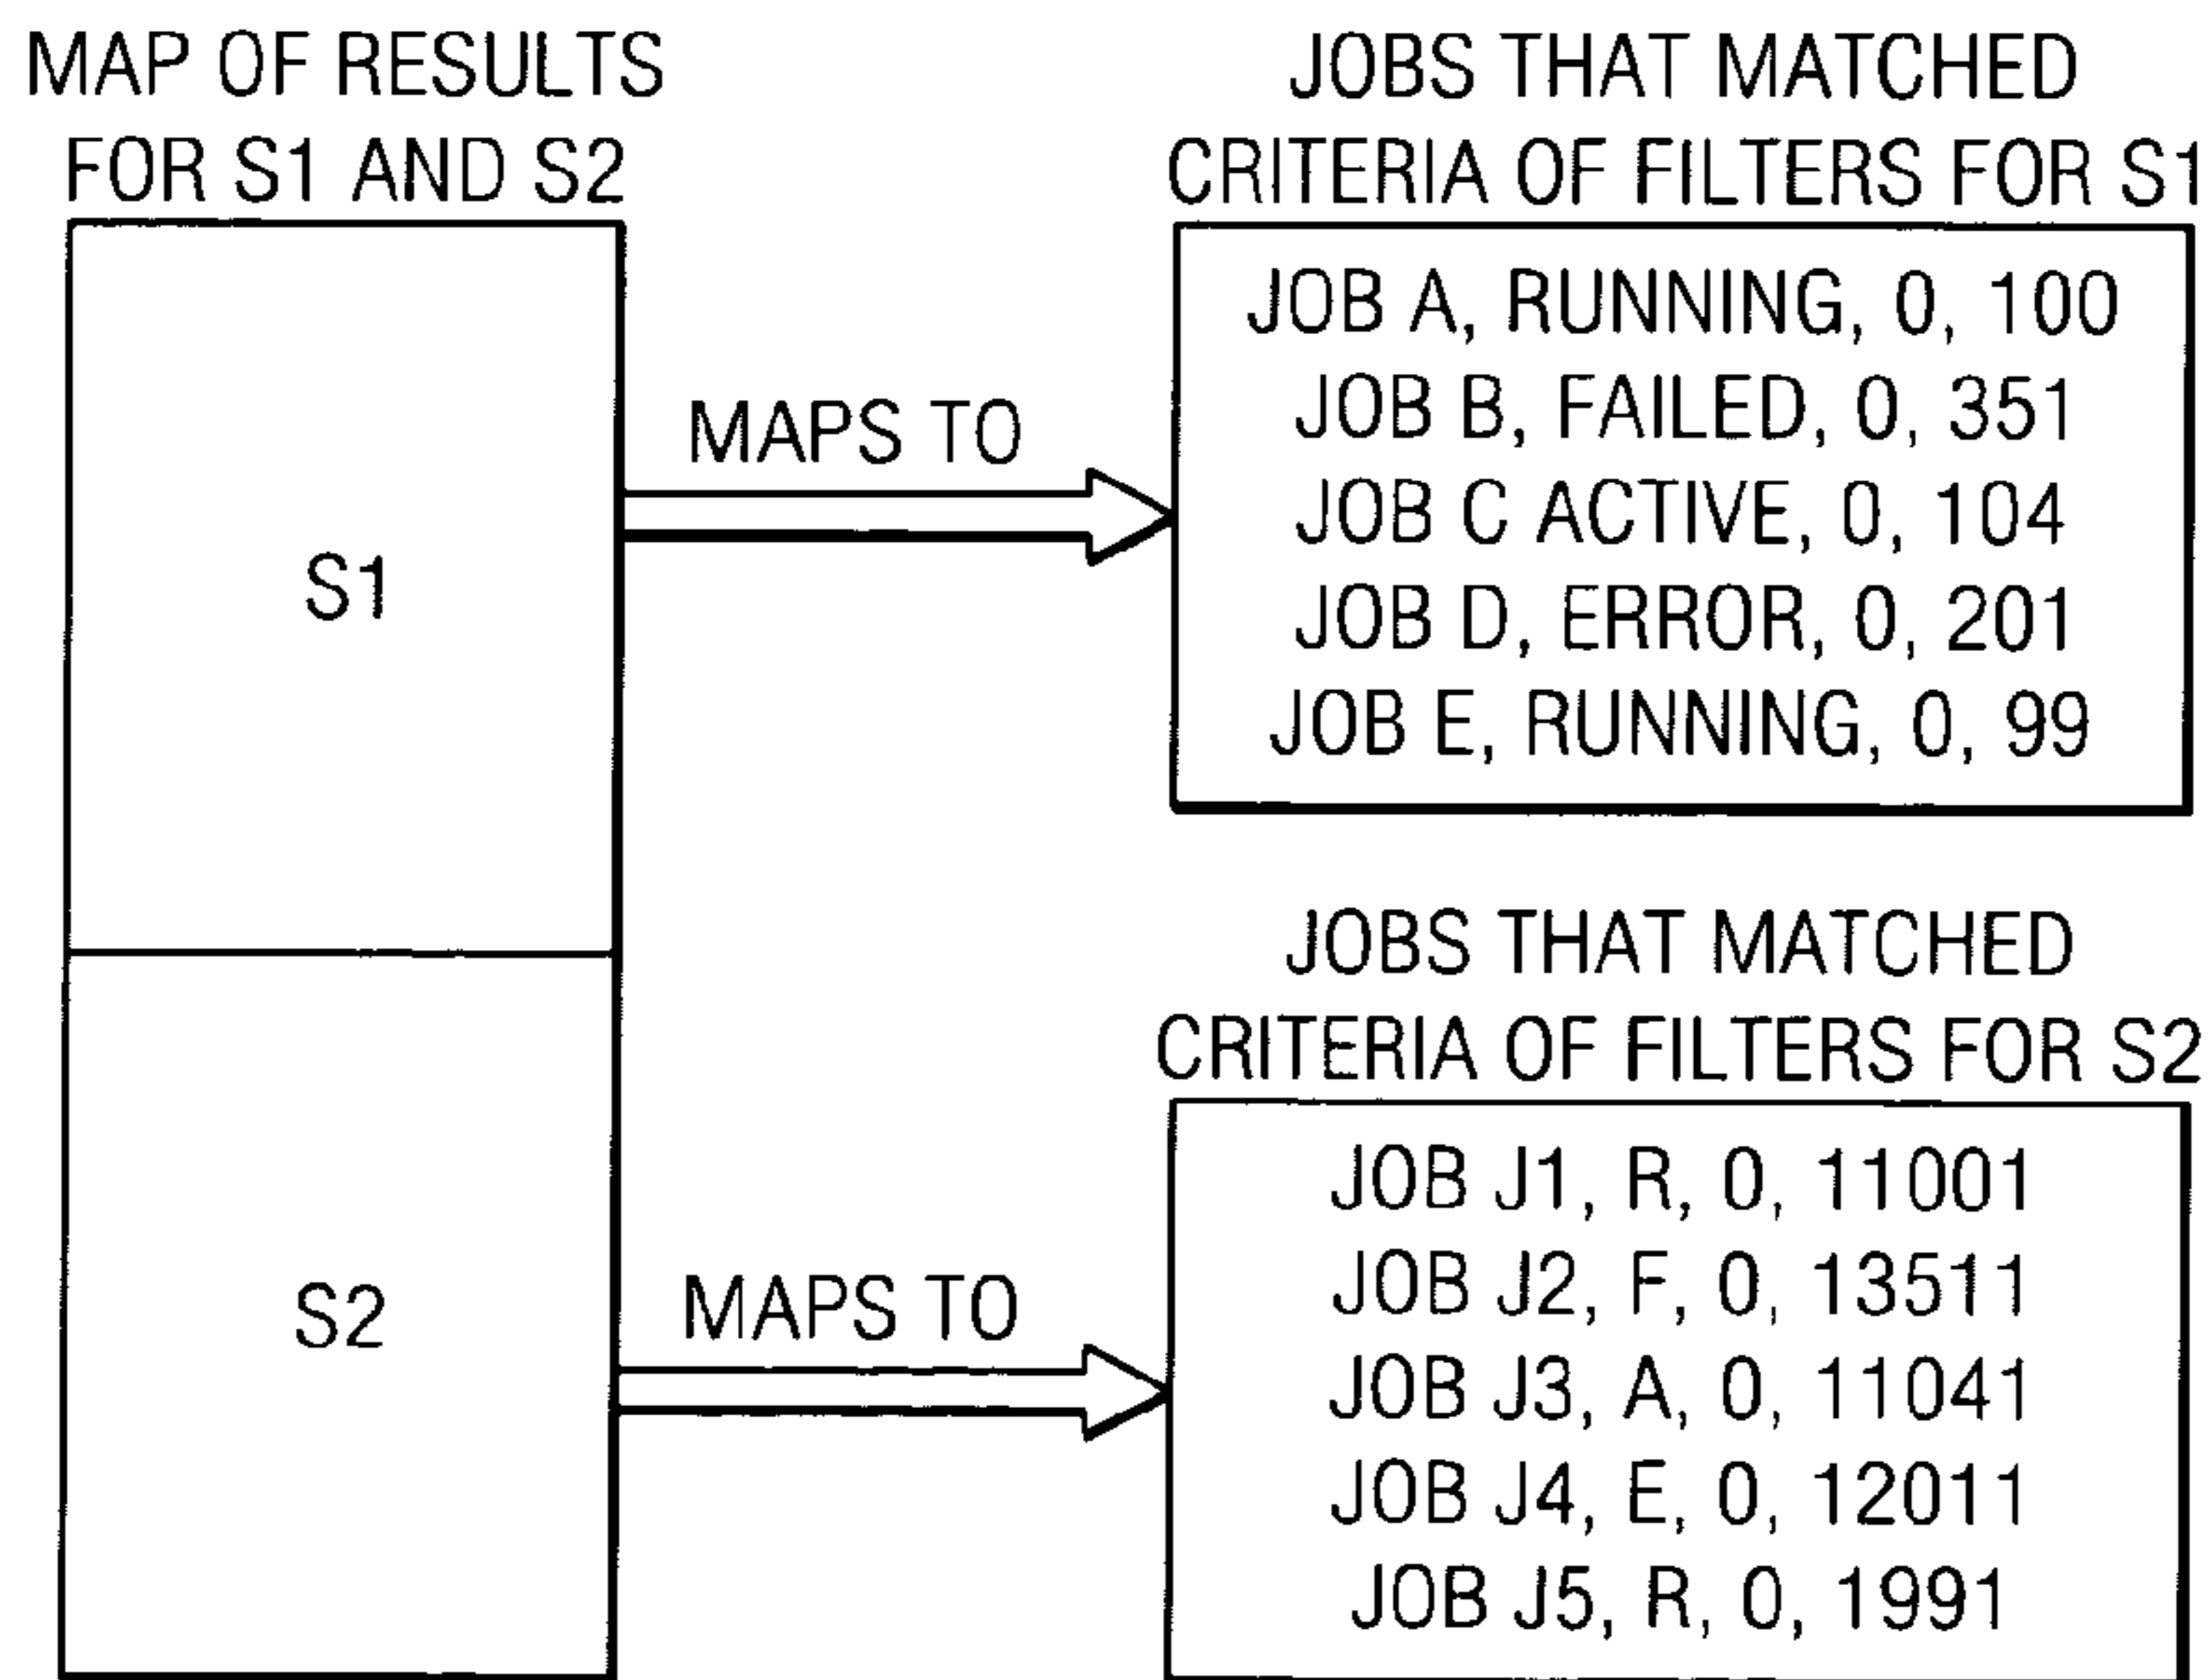 MAP OF RESULTS
FOR S1 AND S2
S1
S2
MAPS TO
JOBS THAT MATCHED
CRITERIA OF FILTERS FOR S1
JOB A, RUNNING, 0, 100
JOB B, FAILED, 0, 351
JOB C ACTIVE, 0, 104
JOB D, ERROR, 0, 201
JOB E, RUNNING, 0, 99
MAPS TO
JOBS THAT MATCHED
CRITERIA OF FILTERS FOR S2
JOB J1, R, 0, 11001
JOB J2, F, 0, 13511
JOB J3, A, 0, 11041
JOB J4, E, 0, 12011
JOB J5, R, 0, 1991